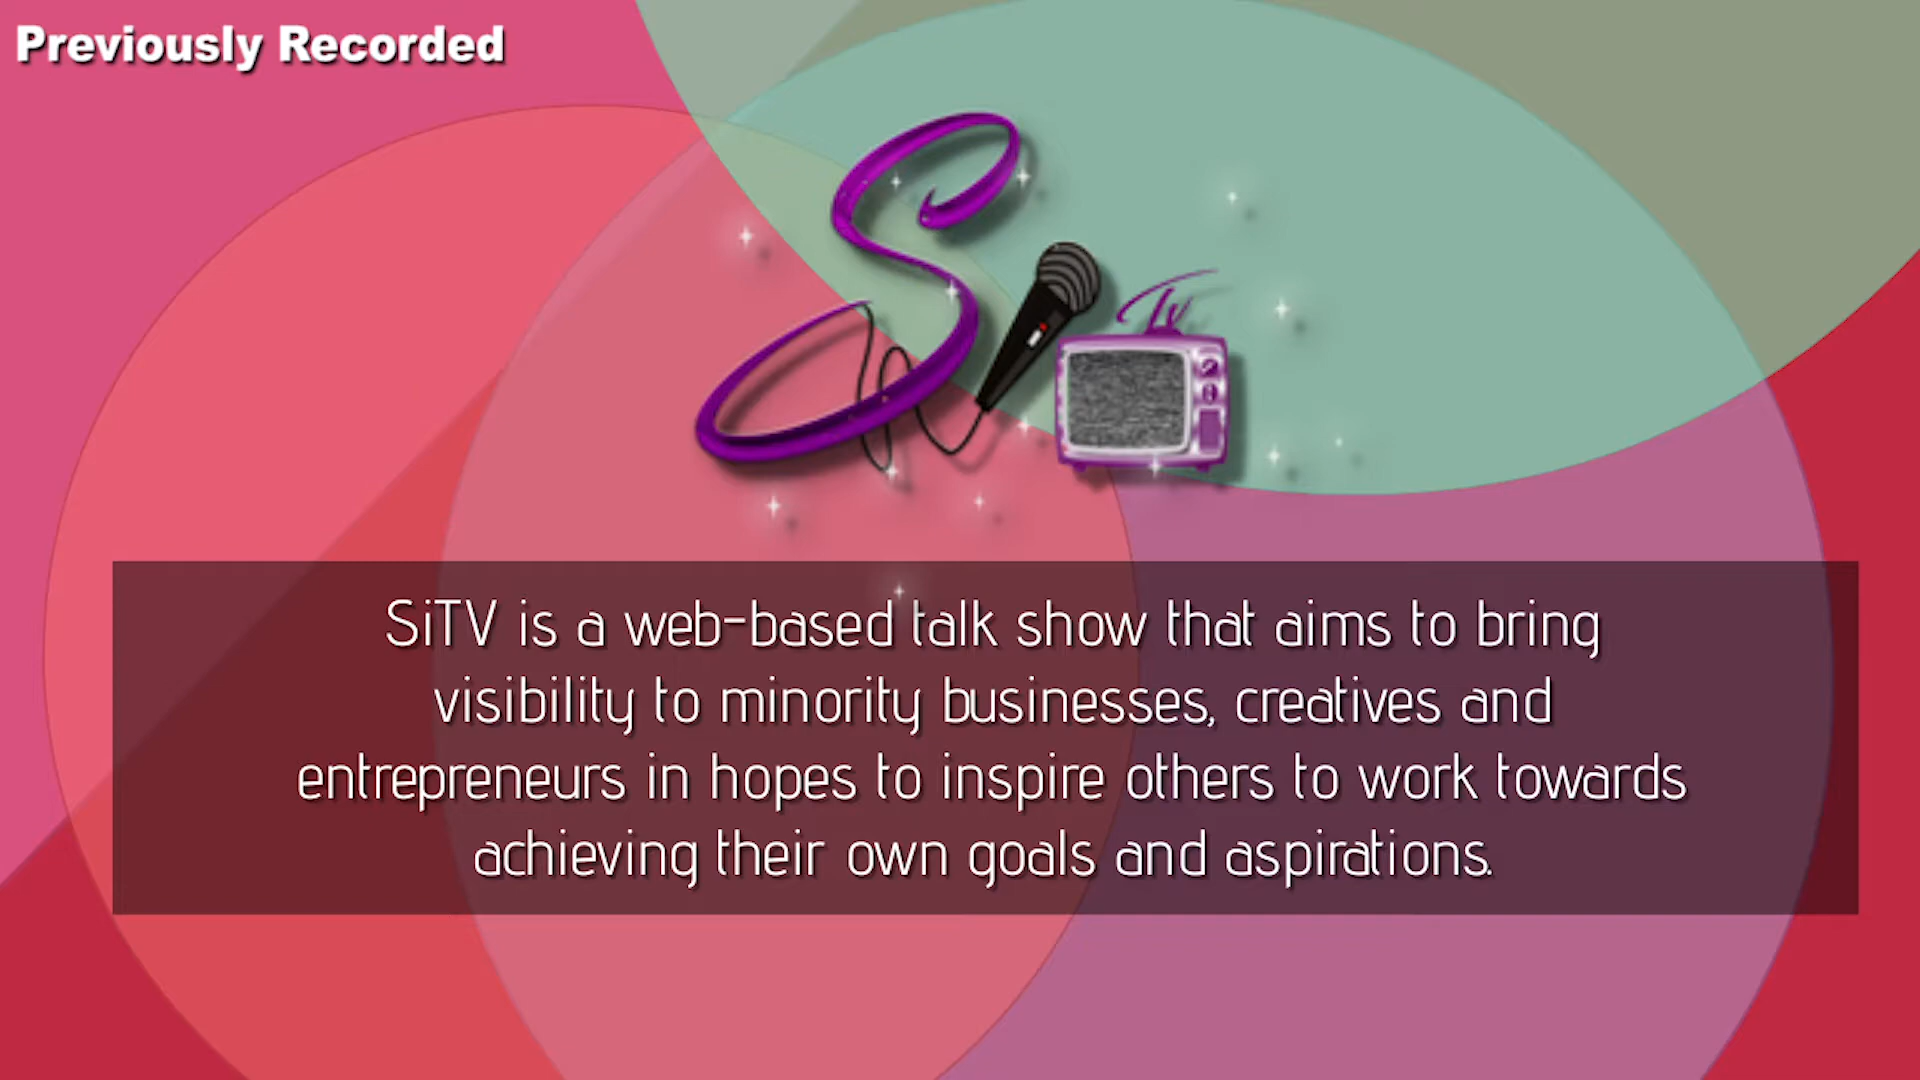 Previously Recorded
S
Tv
SiTV is a web-based talk show that aims to bring
visibility to minority businesses, creatives and
entrepreneurs in hopes to inspire others to work towards
achieving their own goals and aspirations.